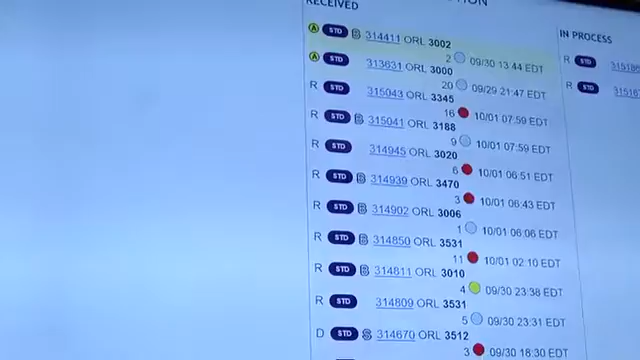 RECEIVED
A STD B 314411 ORL 3002
2 09/30 13:44 EDT
A STD 313631 ORL 3000
20 09/29 21:47 EDT
R STD 315043 ORL 3345
16 10/01 07:59 EDT
R STD B 315041 ORL 3188
9 10/01 07:59 EDT
R STD 314945 ORL 3020
6 10/01 06:51 EDT
R STD B 314939 ORL 3470
3 10/01 06:43 EDT
R STD B 314902 ORL 3006
1 10/01 06:06 EDT
R STD B 314850 ORL 3531
11 10/01 02:10 EDT
R STD B 314811 ORL 3010
4 09/30 23:38 EDT
R STD 314809 ORL 3531
5 09/30 23:31 EDT
D STD S 314670 ORL 3512
3 09/30 18:30 EDT
IN PROCESS
R STD
R STD